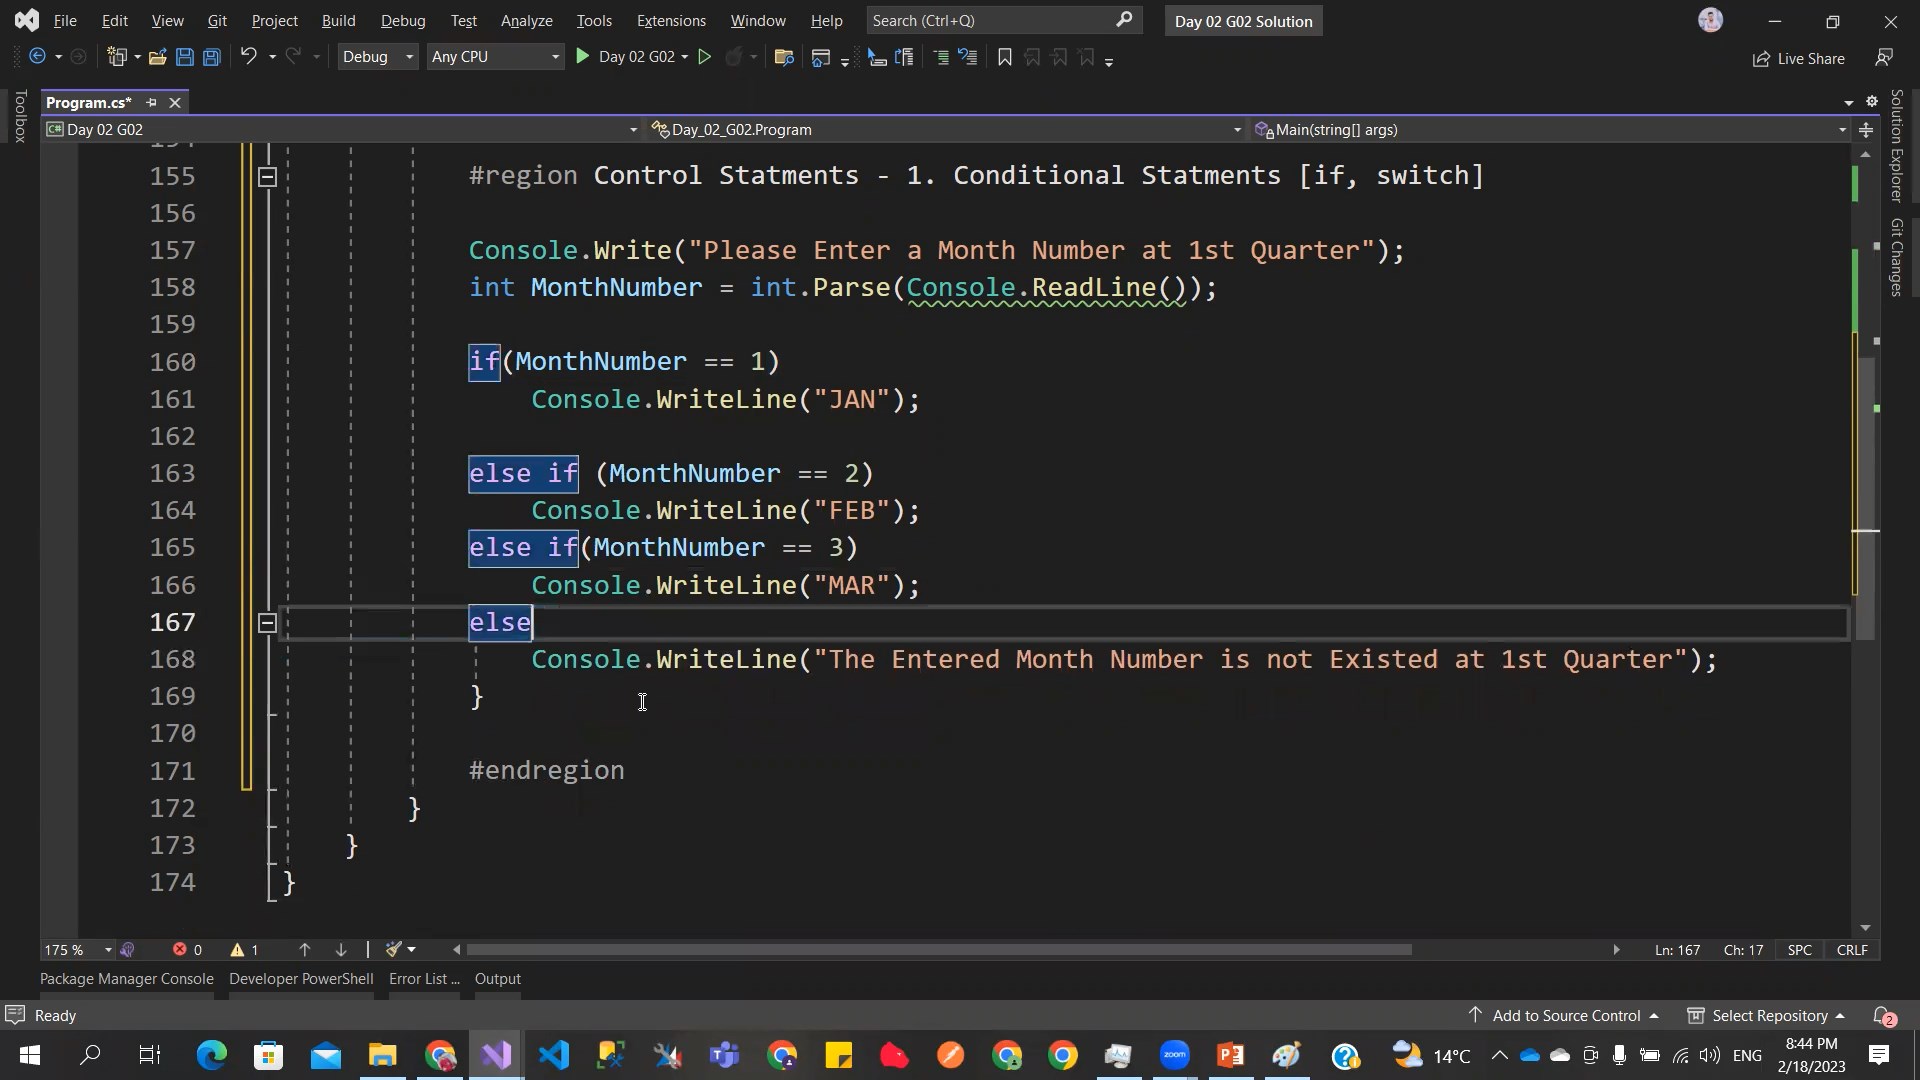 File Edit View Git Project Build Debug Test Analyze Tools Extensions Window Help Search (Ctrl+Q) Day 02 G02 Solution
Debug Any CPU Day 02 G02 Live Share
Toolbox
Program.cs*
Day 02 G02 Day_02_G02.Program Main(string[] args)
Solution Explorer
Git Changes
155 #region Control Statments - 1. Conditional Statments [if, switch]
156
157 Console.Write("Please Enter a Month Number at 1st Quarter");
158 int MonthNumber = int.Parse(Console.ReadLine());
159
160 if(MonthNumber == 1)
161 Console.WriteLine("JAN");
162
163 else if (MonthNumber == 2)
164 Console.WriteLine("FEB");
165 else if(MonthNumber == 3)
166 Console.WriteLine("MAR");
167 else
168 Console.WriteLine("The Entered Month Number is not Existed at 1st Quarter");
169 }
170
171 #endregion
172 }
173 }
174 }
175 % 0 1 Ln: 167 Ch: 17 SPC CRLF
Package Manager Console Developer PowerShell Error List ... Output
Ready Add to Source Control Select Repository 2
zoom 14°C ENG 8:44 PM
2/18/2023